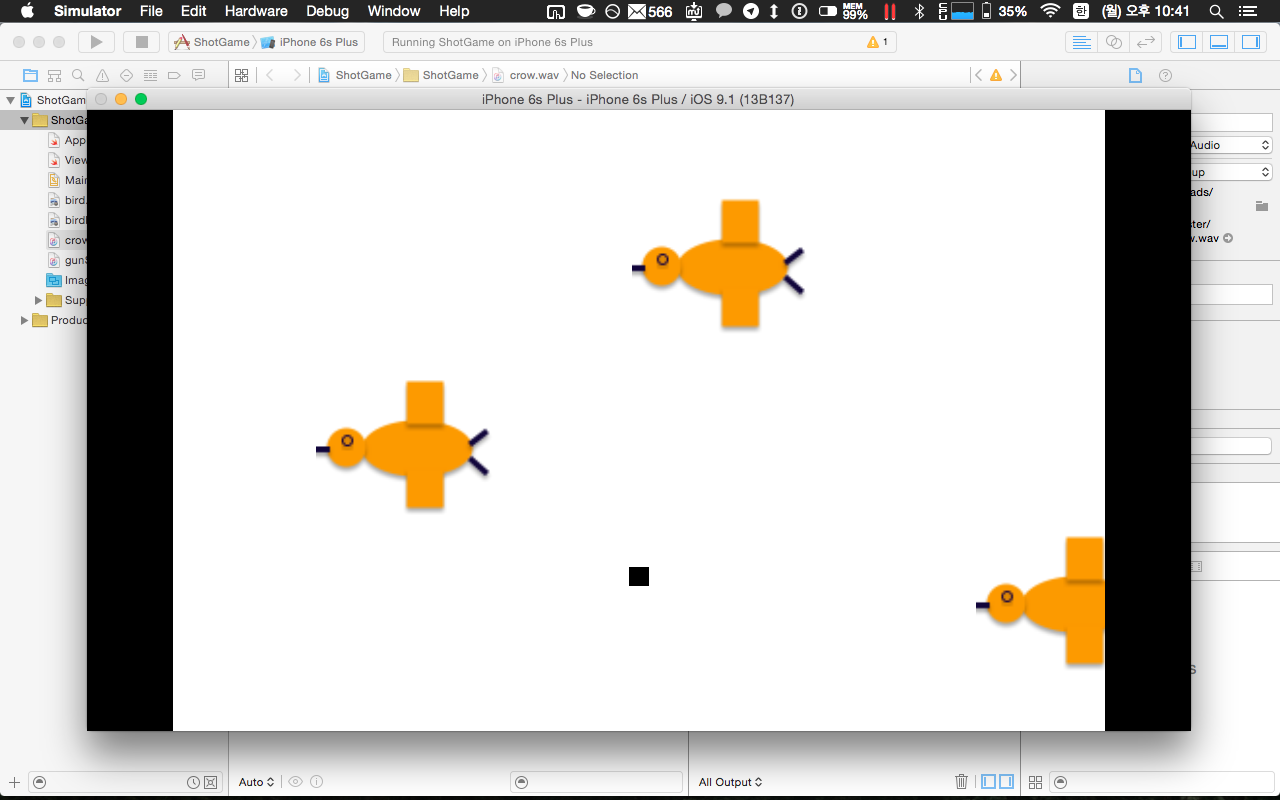 Simulator File Edit Hardware Debug Window Help 566 MEM 99% 35% 한 (월) 오후 10:41
ShotGame iPhone 6s Plus Running ShotGame on iPhone 6s Plus 1
ShotGame ShotGame crow.wav No Selection
iPhone 6s Plus - iPhone 6s Plus / iOS 9.1 (13B137)
ShotGam
ShotGa
App
View
Main
bird.
birdl
crow
gunS
Imag
Supp
Produc
Audio
up
ads/
ster/
w.wav
s
Auto
All Output